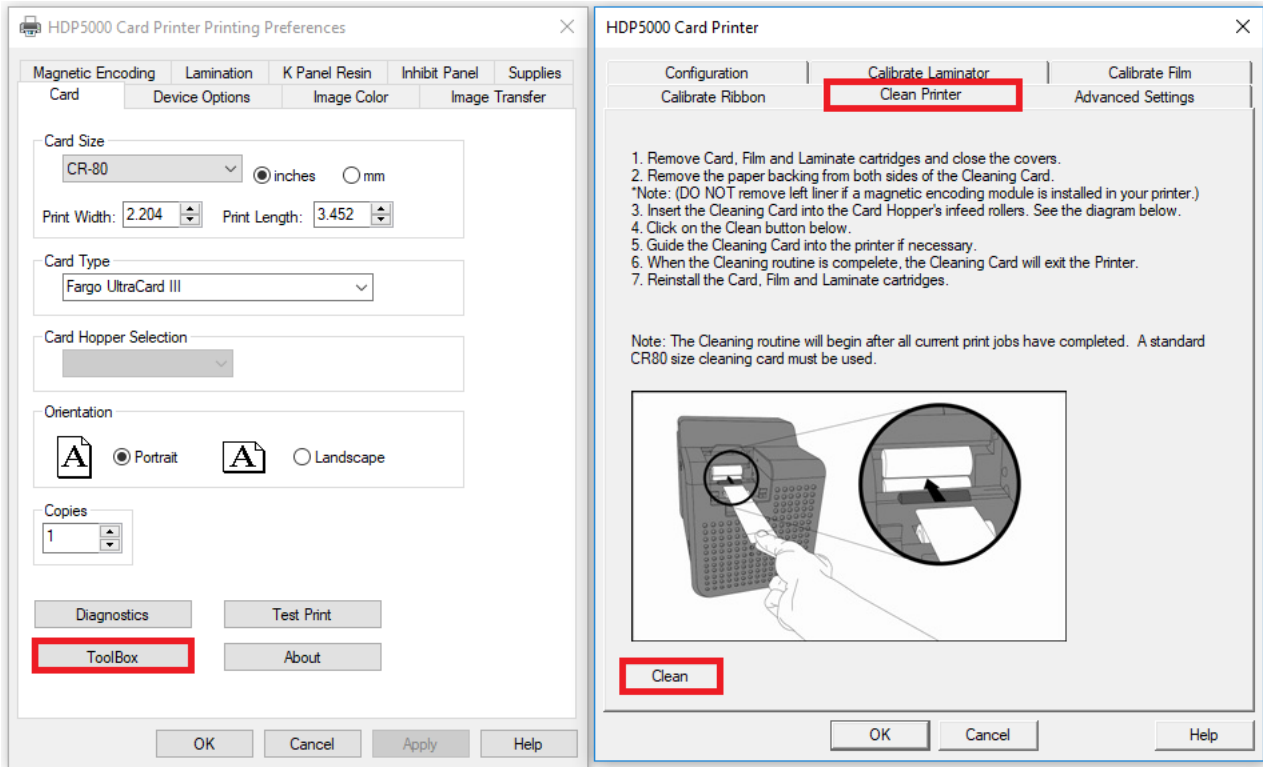 HDP5000 Card Printer Printing Preferences
Magnetic Encoding Lamination K Panel Resin Inhibit Panel Supplies
Card Device Options Image Color Image Transfer
Card Size
CR-80 inches mm
Print Width: 2.204 Print Length: 3.452
Card Type
Fargo UltraCard III
Card Hopper Selection
Orientation
A Portrait A Landscape
Copies
1
Diagnostics Test Print
ToolBox About
OK Cancel Apply Help
HDP5000 Card Printer
Configuration Calibrate Laminator Calibrate Film
Calibrate Ribbon Clean Printer Advanced Settings
1. Remove Card, Film and Laminate cartridges and close the covers.
2. Remove the paper backing from both sides of the Cleaning Card.
*Note: (DO NOT remove left liner if a magnetic encoding module is installed in your printer.)
3. Insert the Cleaning Card into the Card Hopper's infeed rollers. See the diagram below.
4. Click on the Clean button below.
5. Guide the Cleaning Card into the printer if necessary.
6. When the Cleaning routine is compelete, the Cleaning Card will exit the Printer.
7. Reinstall the Card, Film and Laminate cartridges.
Note: The Cleaning routine will begin after all current print jobs have completed. A standard
CR80 size cleaning card must be used.
Clean
OK Cancel Help